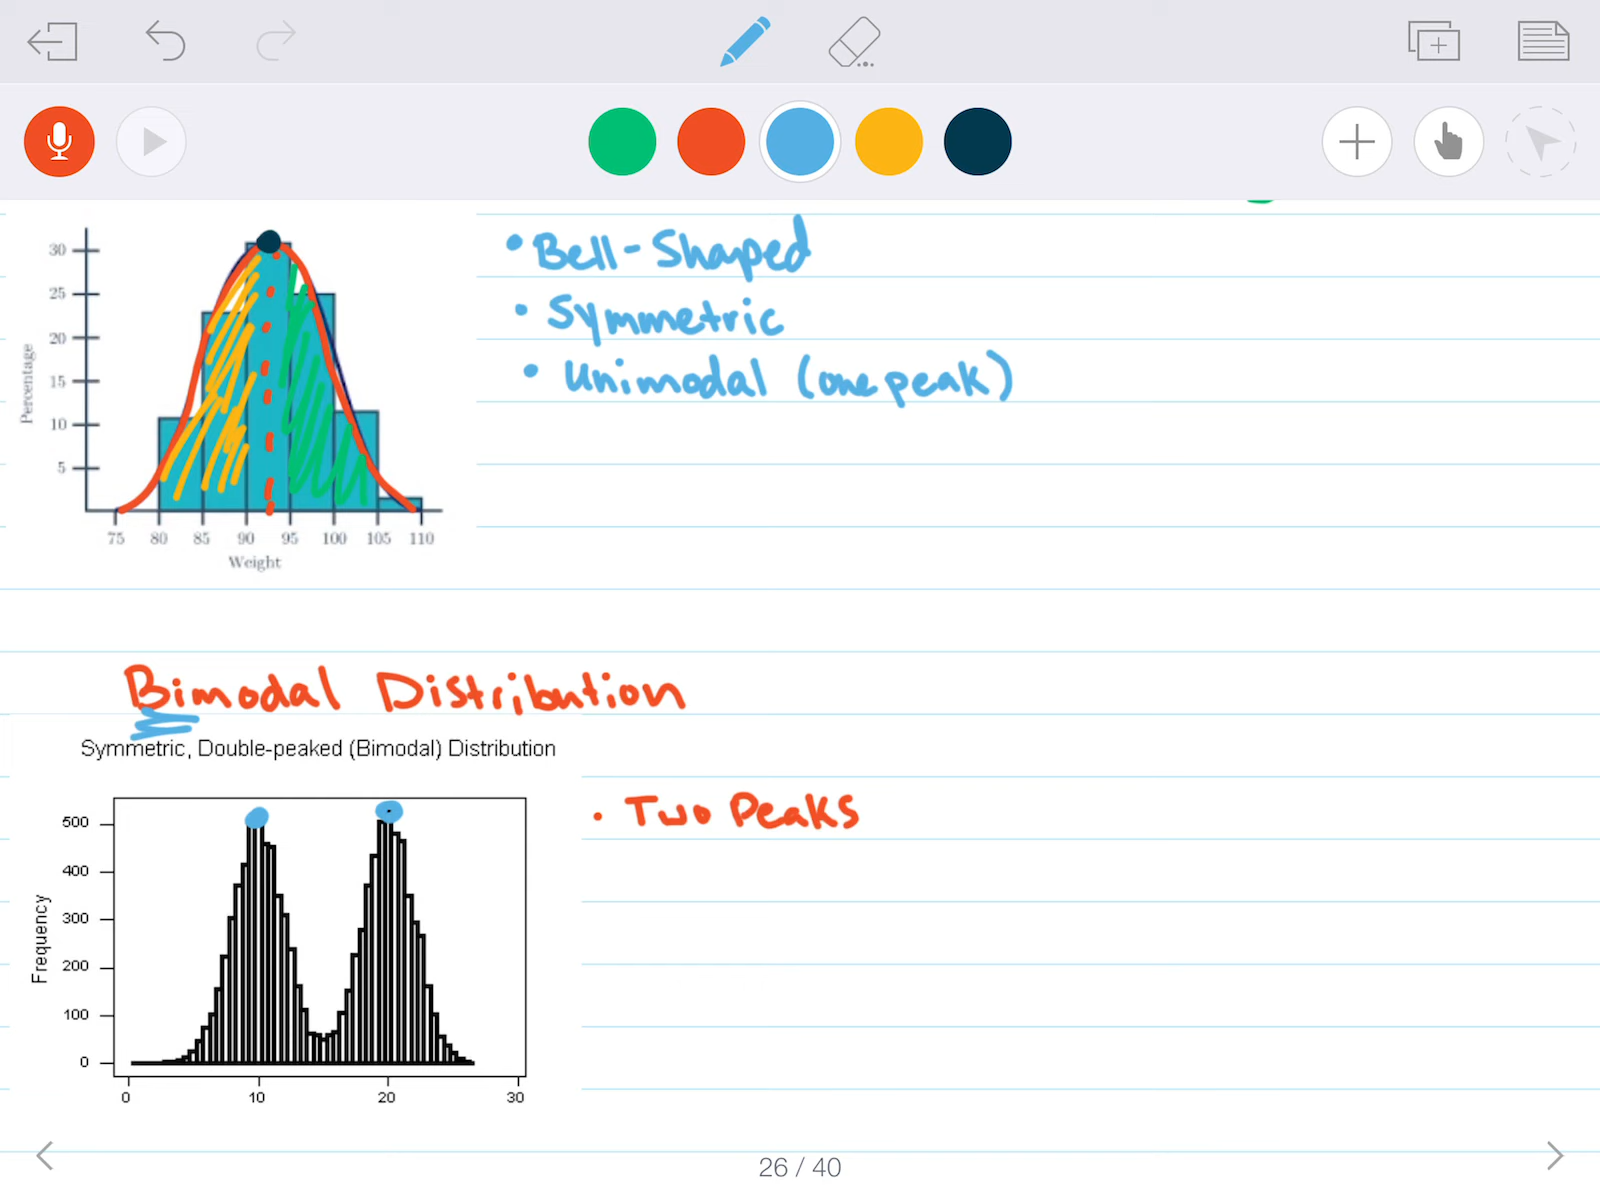 • Bell-Shaped
• Symmetric
• Unimodal (one peak)
30
25
20
15
10
5
Percentage
75 80 85 90 95 100 105 110
Weight
Bimodal Distribution
Symmetric, Double-peaked (Bimodal) Distribution
• Two Peaks
500
400
300
200
100
0
Frequency
0 10 20 30
26 / 40